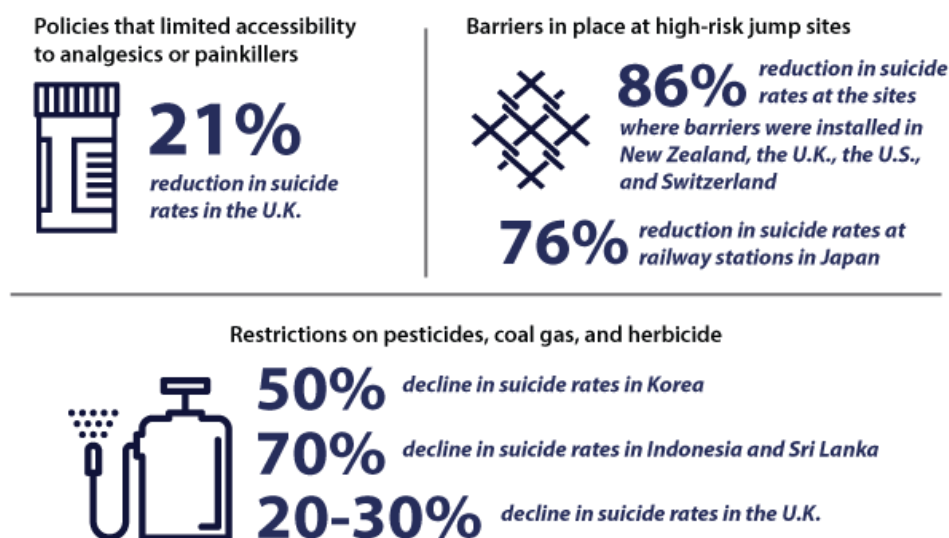 Policies that limited accessibility
to analgesics or painkillers
21%
reduction in suicide
rates in the U.K.
Barriers in place at high-risk jump sites
86% reduction in suicide
rates at the sites
where barriers were installed in
New Zealand, the U.K., the U.S.,
and Switzerland
76% reduction in suicide rates at
railway stations in Japan
Restrictions on pesticides, coal gas, and herbicide
50% decline in suicide rates in Korea
70% decline in suicide rates in Indonesia and Sri Lanka
20-30% decline in suicide rates in the U.K.